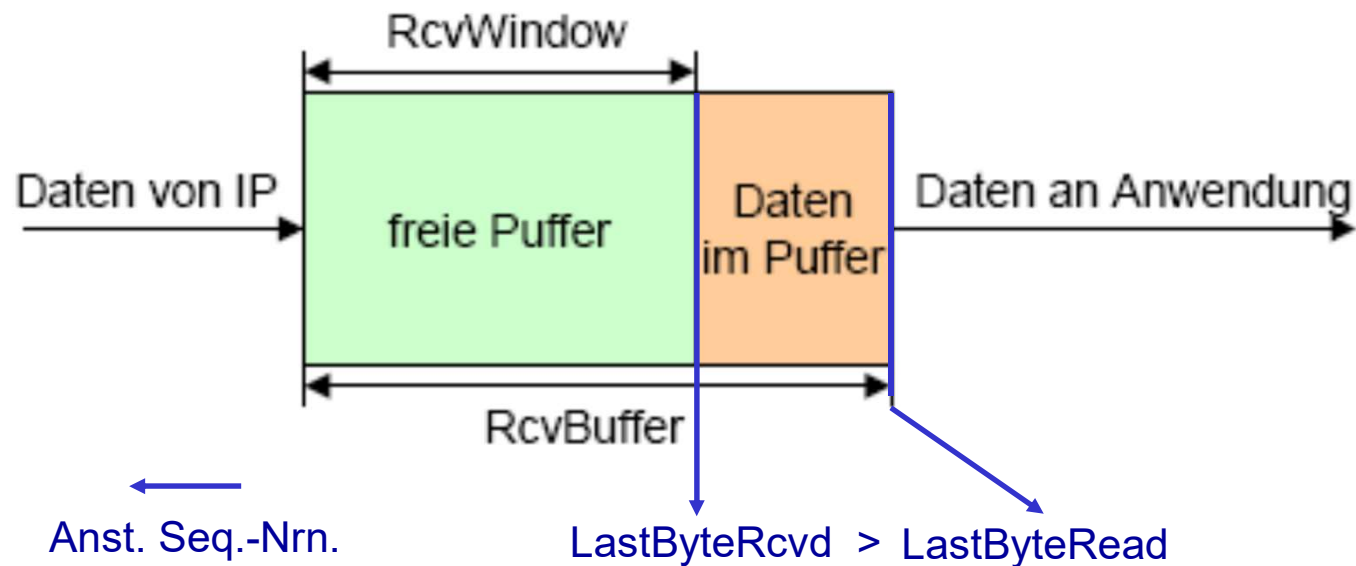 RcvWindow
Daten von IP
freie Puffer
Daten
im Puffer
Daten an Anwendung
RcvBuffer
Anst. Seq.-Nrn.
LastByteRcvd > LastByteRead